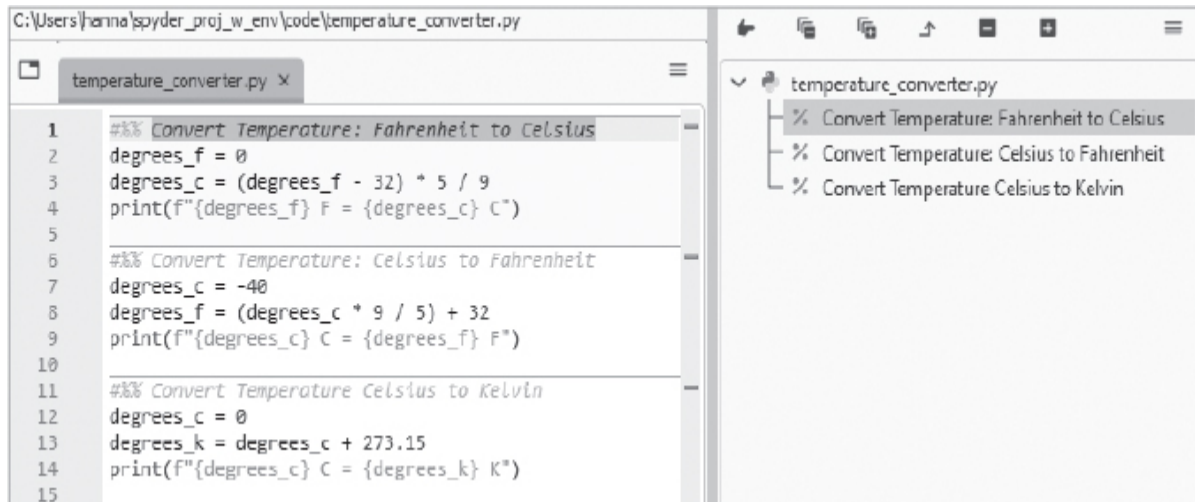 C:\Users\hanna\spyder_proj_w_env\code\temperature_converter.py
temperature_converter.py ×
1 #%% Convert Temperature: Fahrenheit to Celsius
2 degrees_f = 0
3 degrees_c = (degrees_f - 32) * 5 / 9
4 print(f"{degrees_f} F = {degrees_c} C")
5
6 #%% Convert Temperature: Celsius to Fahrenheit
7 degrees_c = -40
8 degrees_f = (degrees_c * 9 / 5) + 32
9 print(f"{degrees_c} C = {degrees_f} F")
10
11 #%% Convert Temperature Celsius to Kelvin
12 degrees_c = 0
13 degrees_k = degrees_c + 273.15
14 print(f"{degrees_c} C = {degrees_k} K")
15
temperature_converter.py
% Convert Temperature: Fahrenheit to Celsius
% Convert Temperature: Celsius to Fahrenheit
% Convert Temperature Celsius to Kelvin